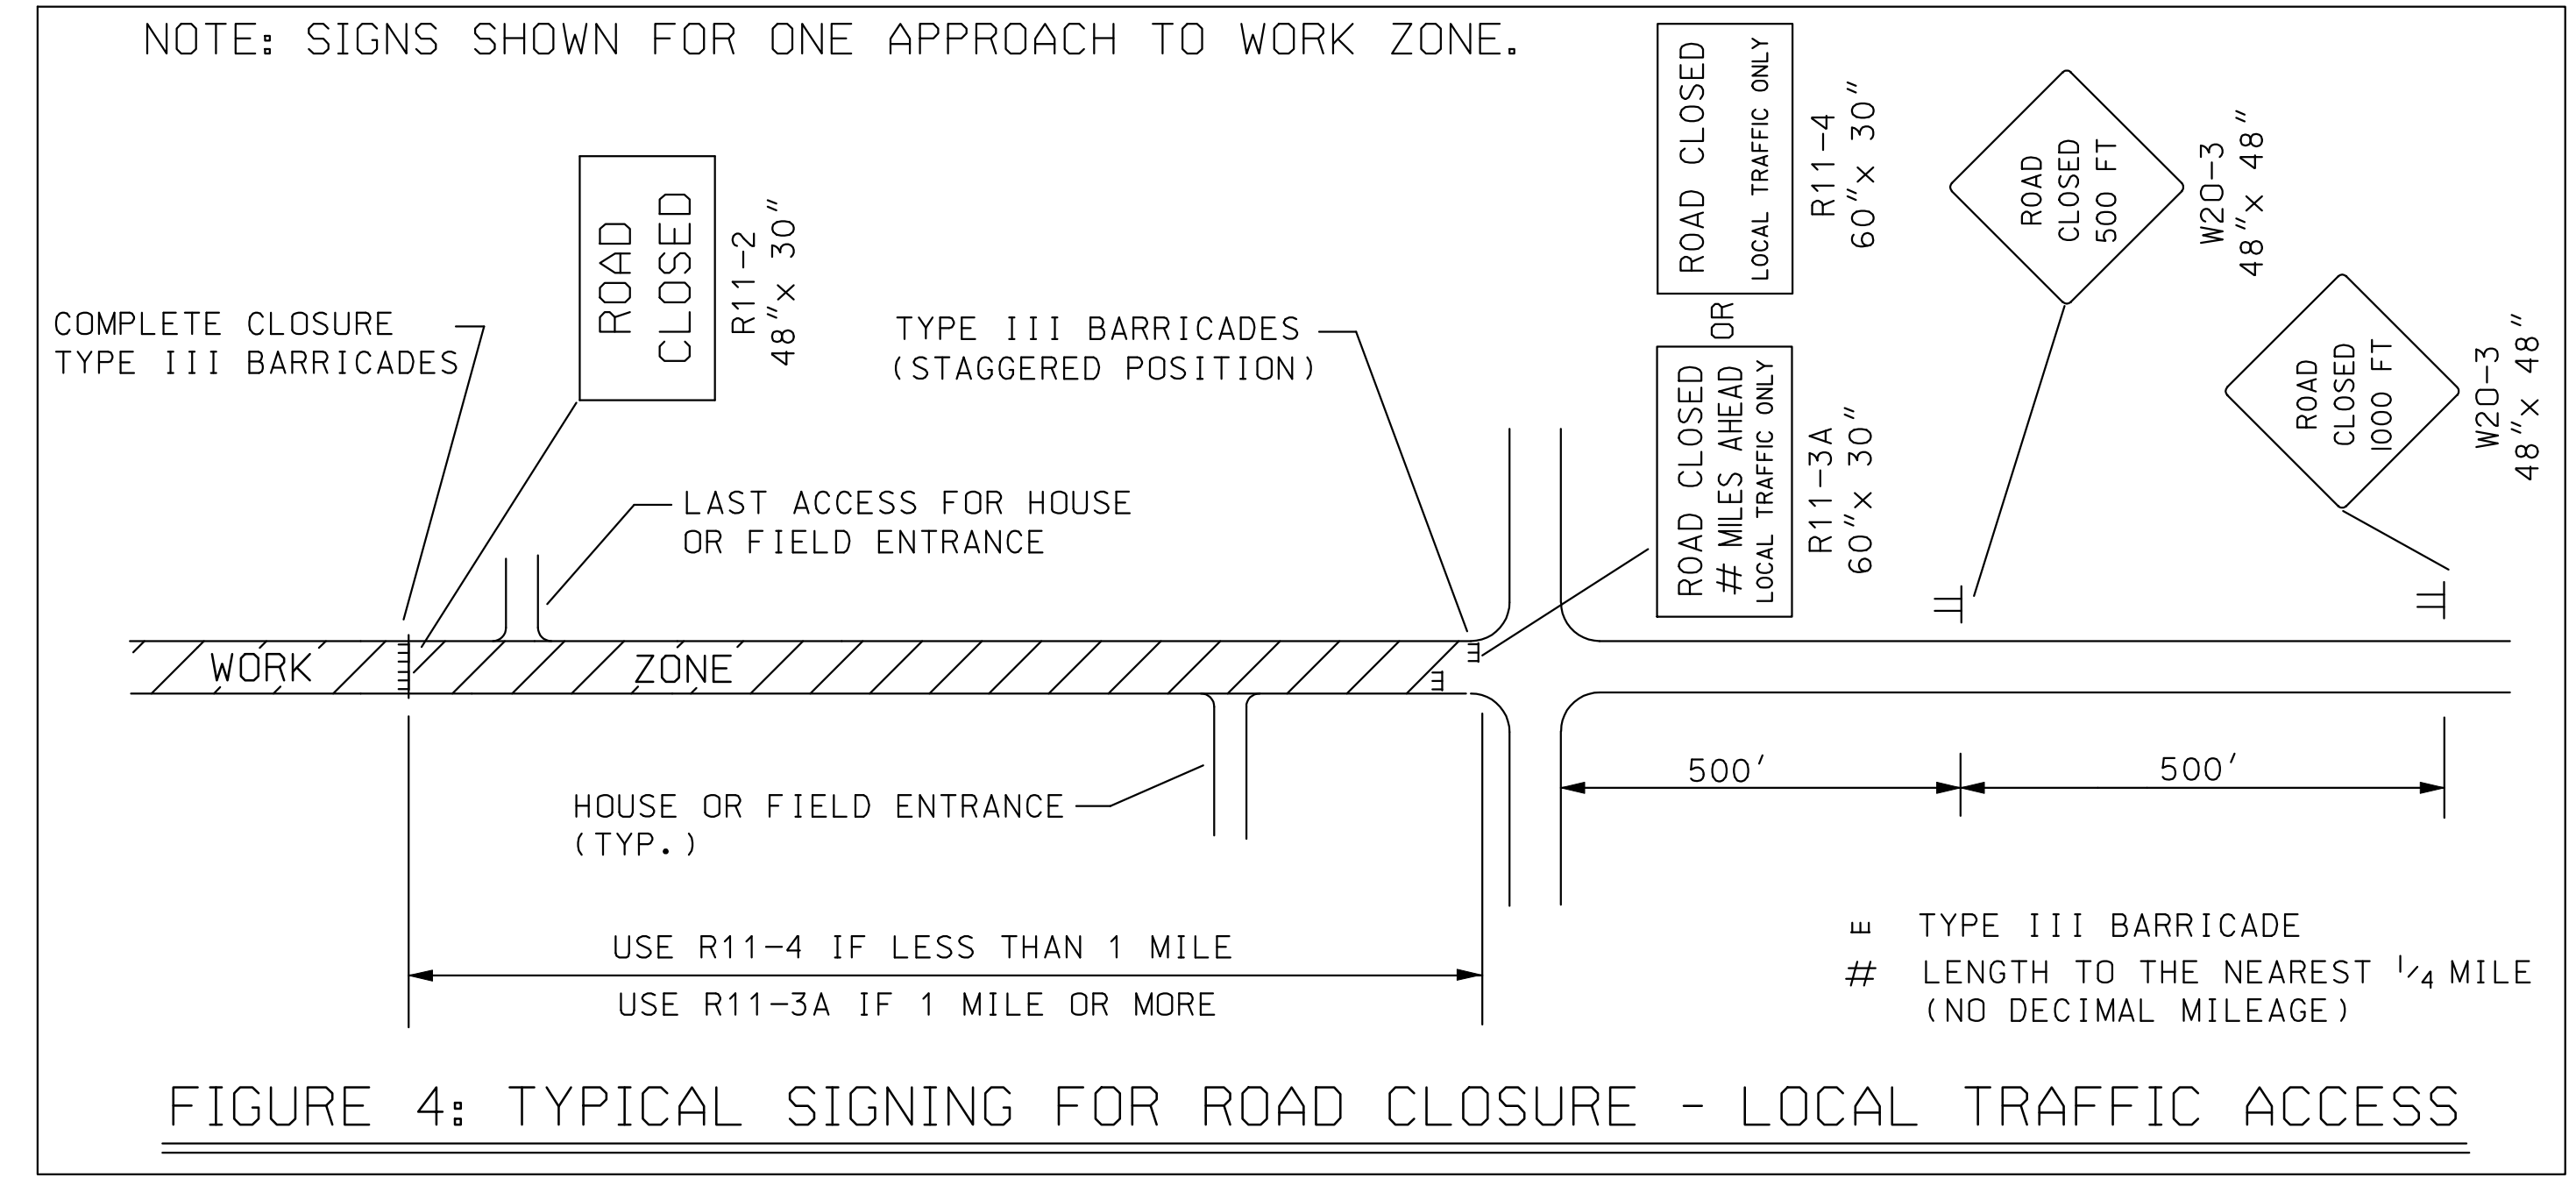 NOTE: SIGNS SHOWN FOR ONE APPROACH TO WORK ZONE.
COMPLETE CLOSURE
TYPE III BARRICADES
ROAD
CLOSED
R11-2
48"x 30"
TYPE III BARRICADES
(STAGGERED POSITION)
ROAD CLOSED
LOCAL TRAFFIC ONLY
R11-4
60"x 30"
OR
ROAD CLOSED
# MILES AHEAD
LOCAL TRAFFIC ONLY
R11-3A
60"x 30"
ROAD
CLOSED
500 FT
W20-3
48"x 48"
ROAD
CLOSED
1000 FT
W20-3
48"x 48"
LAST ACCESS FOR HOUSE
OR FIELD ENTRANCE
WORK ZONE
500' 500'
HOUSE OR FIELD ENTRANCE
(TYP.)
USE R11-4 IF LESS THAN 1 MILE
USE R11-3A IF 1 MILE OR MORE
TYPE III BARRICADE
# LENGTH TO THE NEAREST 1/4 MILE
(NO DECIMAL MILEAGE)
FIGURE 4: TYPICAL SIGNING FOR ROAD CLOSURE - LOCAL TRAFFIC ACCESS